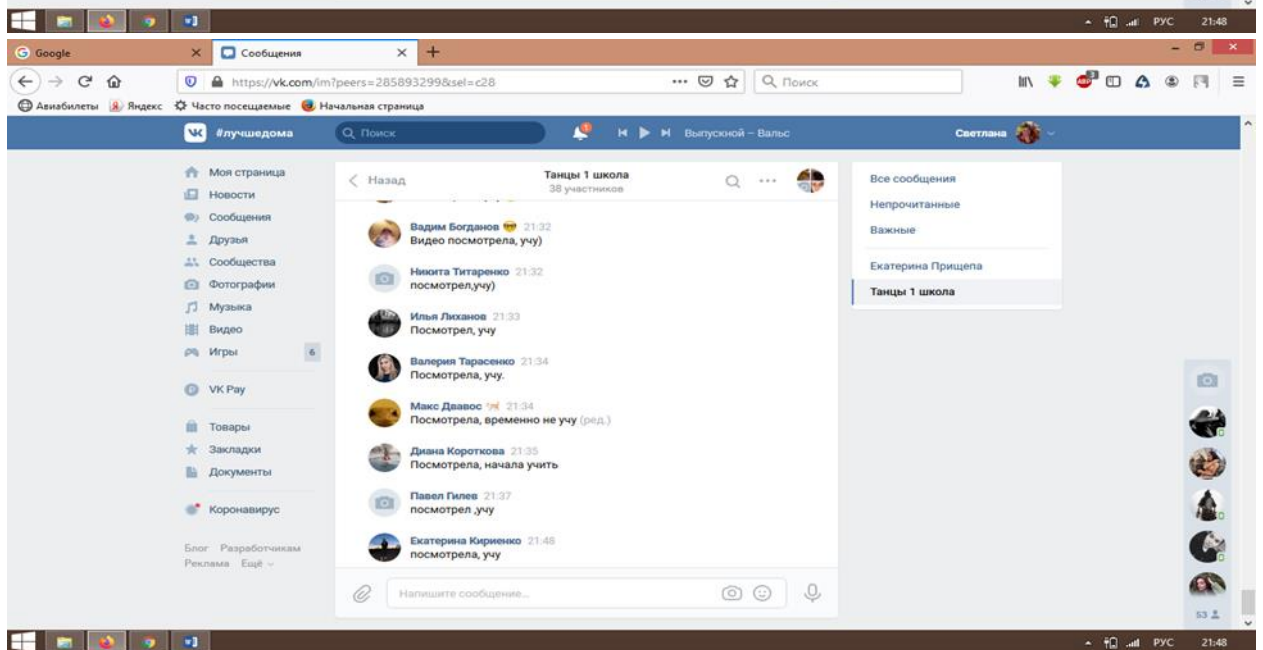 РУС 21:48
Google
Сообщения
https://vk.com/im?peers=285893299&sel=c28
Поиск
Авиабилеты Яндекс Часто посещаемые Начальная страница
#лучшедома
Поиск
Выпускной – Вальс
Светлана
Моя страница
Новости
Сообщения
Друзья
Сообщества
Фотографии
Музыка
Видео
Игры 6
VK Pay
Товары
Закладки
Документы
Коронавирус
Блог Разработчикам
Реклама Ещё
Назад
Танцы 1 школа
38 участников
Вадим Богданов 21:32
Видео посмотрела, учу)
Никита Титаренко 21:32
посмотрел,учу)
Илья Лиханов 21:33
Посмотрел, учу
Валерия Тарасенко 21:34
Посмотрела, учу.
Макс Двавос 21:34
Посмотрела, временно не учу (ред.)
Диана Короткова 21:35
Посмотрела, начала учить
Павел Гилев 21:37
посмотрел ,учу
Екатерина Кириенко 21:48
посмотрела, учу
Напишите сообщение...
Все сообщения
Непрочитанные
Важные
Екатерина Прищепа
Танцы 1 школа
53
РУС 21:48